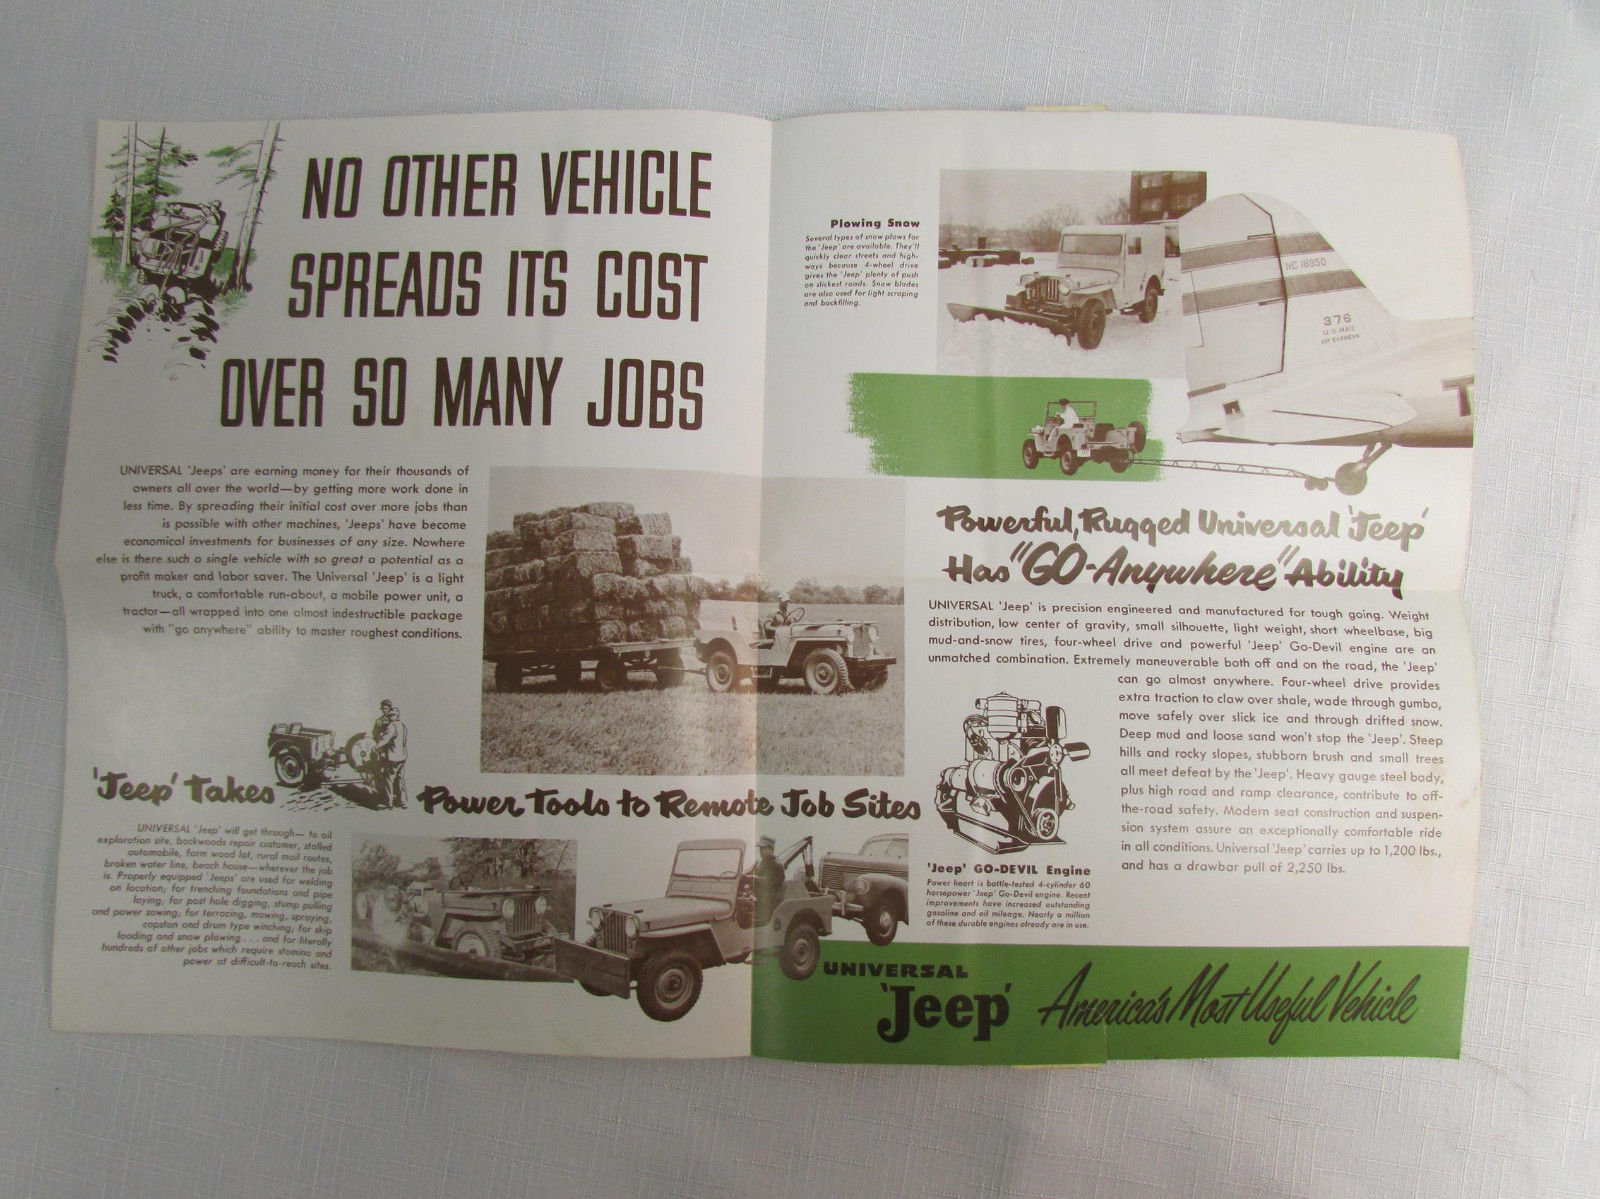 NO OTHER VEHICLE
SPREADS ITS COST
OVER SO MANY JOBS
UNIVERSAL 'Jeeps' are earning money for their thousands of
owners all over the world—by getting more work done in
less time. By spreading their initial cost over more jobs than
is possible with other machines, 'Jeeps' have become
economical investments for businesses of any size. Nowhere
else is there such a single vehicle with so great a potential as a
profit maker and labor saver. The Universal 'Jeep' is a light
truck, a comfortable run-about, a mobile power unit, a
tractor—all wrapped into one almost indestructible package
with "go anywhere" ability to master roughest conditions.
'Jeep' Takes Power Tools to Remote Job Sites
UNIVERSAL 'Jeep' will get through— to oil
exploration site, backwoods repair customer, stalled
automobile, farm wood lot, rural mail routes,
broken water line, beach house—wherever the job
is. Properly equipped 'Jeeps' are used for welding
on location; for trenching foundations and pipe
laying; for post hole digging, stump pulling
and power sawing; for terracing, mowing, spraying,
capstan and drum type winching; for skip
loading and snow plowing . . . and for literally
hundreds of other jobs which require stamina and
power at difficult-to-reach sites.
Plowing Snow
Several types of snow plows for
the 'Jeep' are available. They'll
quickly clear streets and high-
ways because 4-wheel drive
gives the 'Jeep' plenty of push
on slickest roads. Snow blades
are also used for light scraping
and backfilling.
NC 18950
376
U.S. MAIL
AIR EXPRESS
T
Powerful, Rugged Universal 'Jeep'
Has "GO-Anywhere" Ability
UNIVERSAL 'Jeep' is precision engineered and manufactured for tough going. Weight
distribution, low center of gravity, small silhouette, light weight, short wheelbase, big
mud-and-snow tires, four-wheel drive and powerful 'Jeep' Go-Devil engine are an
unmatched combination. Extremely maneuverable both off and on the road, the 'Jeep'
can go almost anywhere. Four-wheel drive provides
extra traction to claw over shale, wade through gumbo,
move safely over slick ice and through drifted snow.
Deep mud and loose sand won't stop the 'Jeep'. Steep
hills and rocky slopes, stubborn brush and small trees
all meet defeat by the 'Jeep'. Heavy gauge steel body,
plus high road and ramp clearance, contribute to off-
the-road safety. Modern seat construction and suspen-
sion system assure an exceptionally comfortable ride
in all conditions. Universal 'Jeep' carries up to 1,200 lbs.,
and has a drawbar pull of 2,250 lbs.
'Jeep' GO-DEVIL Engine
Power heart is battle-tested 4-cylinder 60
horsepower 'Jeep' Go-Devil engine. Recent
improvements have increased outstanding
gasoline and oil mileage. Nearly a million
of these durable engines already are in use.
UNIVERSAL
'Jeep' America's Most Useful Vehicle